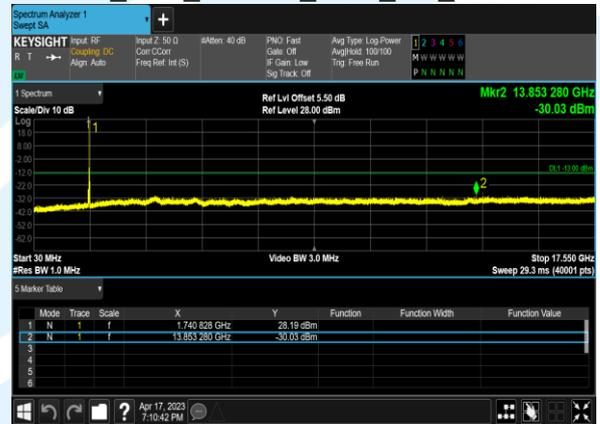 Spectrum Analyzer 1
Swept SA
KEYSIGHT Input: RF Input Z: 50 Ω #Atten: 40 dB PNO: Fast Avg Type: Log-Power 1 2 3 4 5 6
R T Coupling: DC Corr CCorr Gate: Off Avg|Hold: 100/100 M W W W W W
Align: Auto Freq Ref: Int (S) IF Gain: Low Trig: Free Run
Sig Track: Off P N N N N N
LW
1 Spectrum Ref Lvl Offset 5.50 dB Mkr2 13.853 280 GHz
Scale/Div 10 dB Ref Level 28.00 dBm -30.03 dBm
Log
18.0
8.00
-2.00
-12.0
-22.0
-32.0
-42.0
-52.0
-62.0
1
DL1 -13.00 dBm
2
Start 30 MHz Video BW 3.0 MHz Stop 17.550 GHz
#Res BW 1.0 MHz Sweep 29.3 ms (40001 pts)
5 Marker Table
Mode Trace Scale X Y Function Function Width Function Value
1 N 1 f 1.740 828 GHz 28.19 dBm
2 N 1 f 13.853 280 GHz -30.03 dBm
3
4
5
6
? Apr 17, 2023
7:10:42 PM